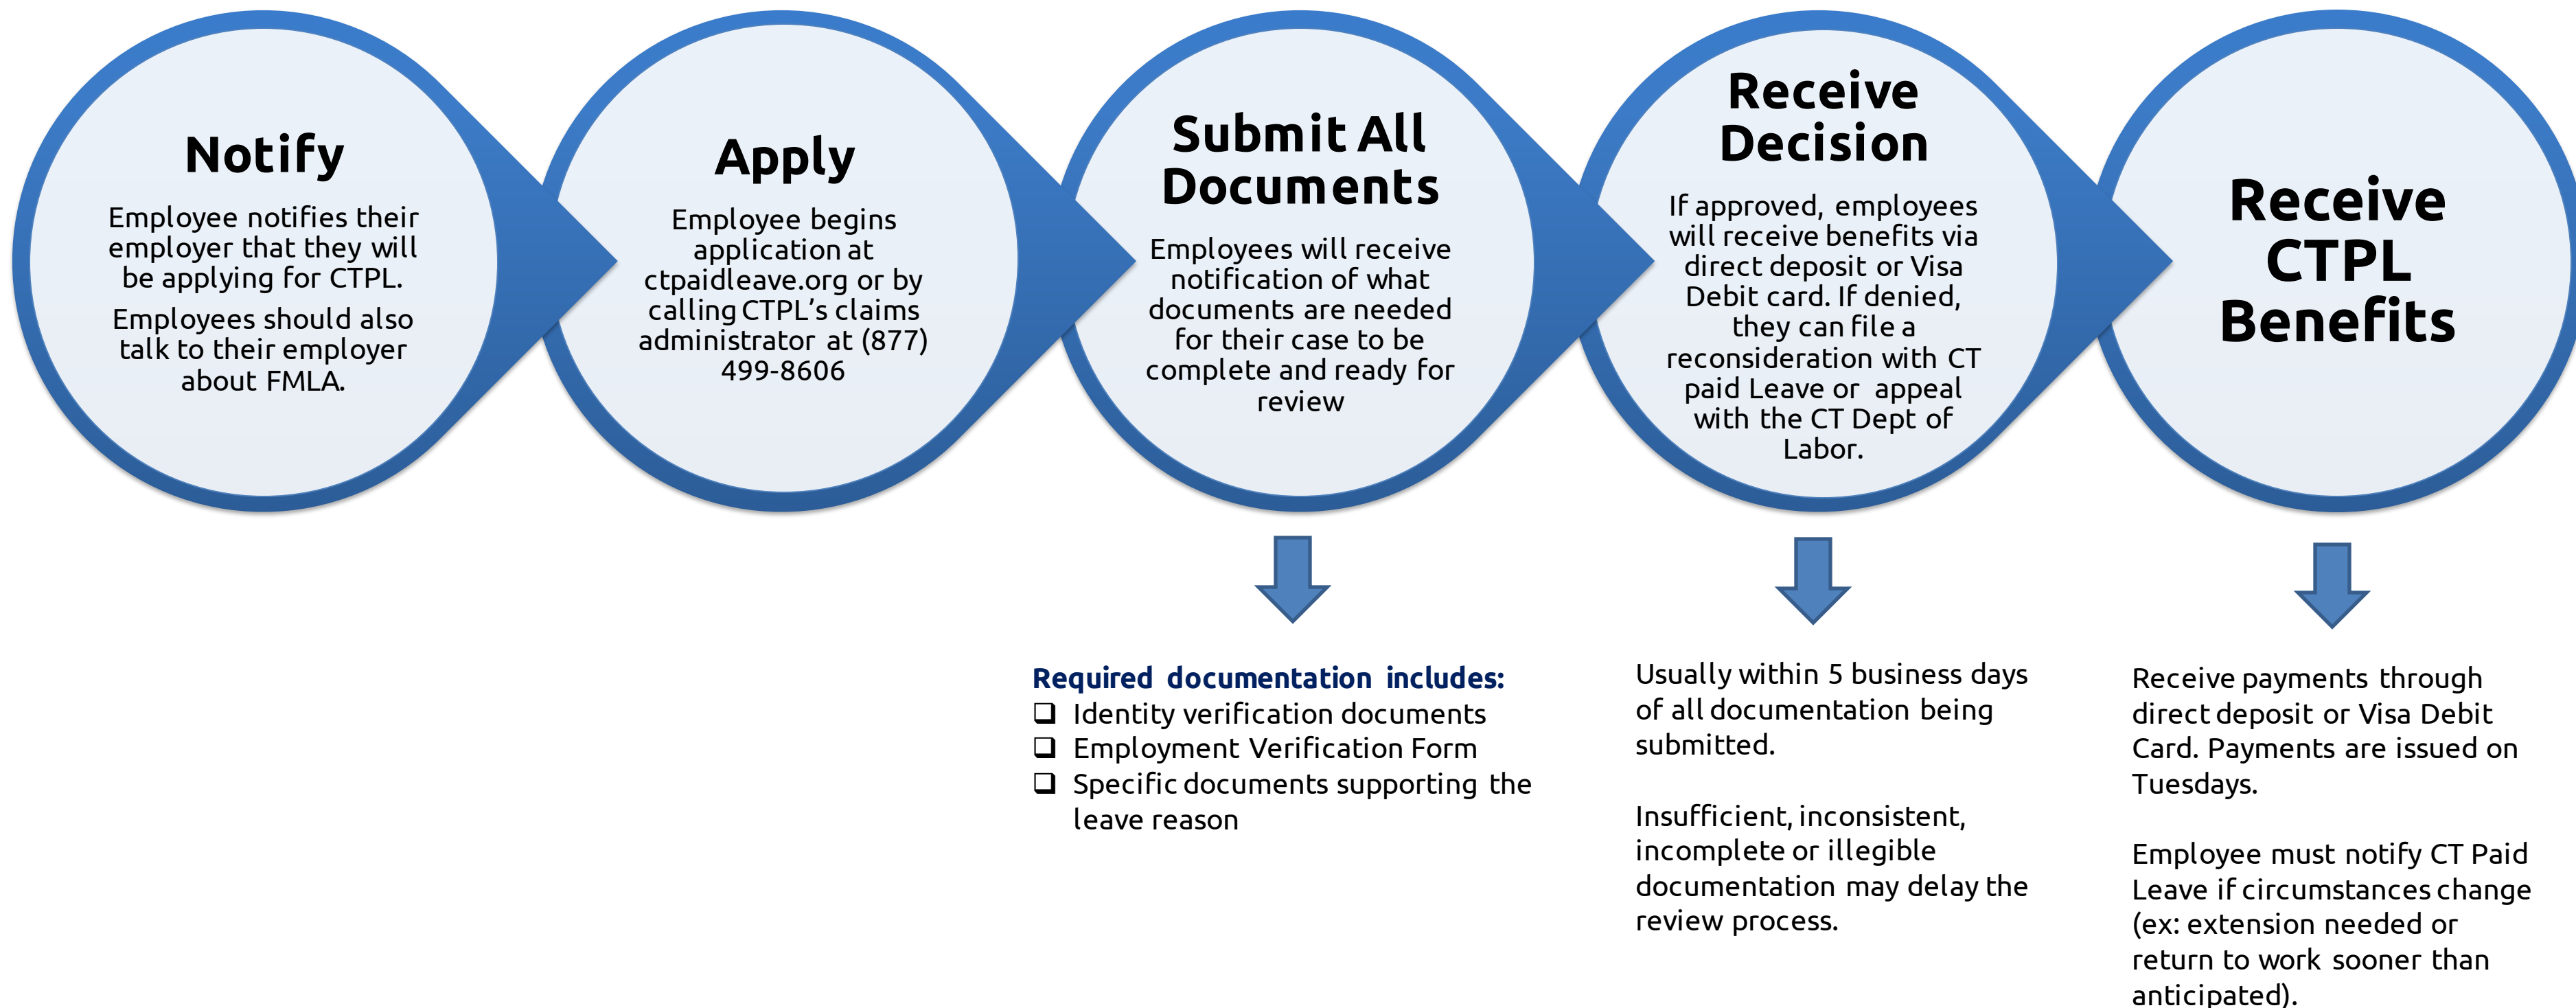 Notify
Employee notifies their
employer that they will
be applying for CTPL.
Employees should also
talk to their employer
about FMLA.
Apply
Employee begins
application at
ctpaidleave.org or by
calling CTPL’s claims
administrator at (877)
499-8606
Submit All
Documents
Employees will receive
notification of what
documents are needed
for their case to be
complete and ready for
review
Receive
Decision
If approved, employees
will receive benefits via
direct deposit or Visa
Debit card. If denied,
they can file a
reconsideration with CT
paid Leave or appeal
with the CT Dept of
Labor.
Receive
CTPL
Benefits
Required documentation includes:
❑ Identity verification documents
❑ Employment Verification Form
❑ Specific documents supporting the
leave reason
Usually within 5 business days
of all documentation being
submitted.
Insufficient, inconsistent,
incomplete or illegible
documentation may delay the
review process.
Receive payments through
direct deposit or Visa Debit
Card. Payments are issued on
Tuesdays.
Employee must notify CT Paid
Leave if circumstances change
(ex: extension needed or
return to work sooner than
anticipated).